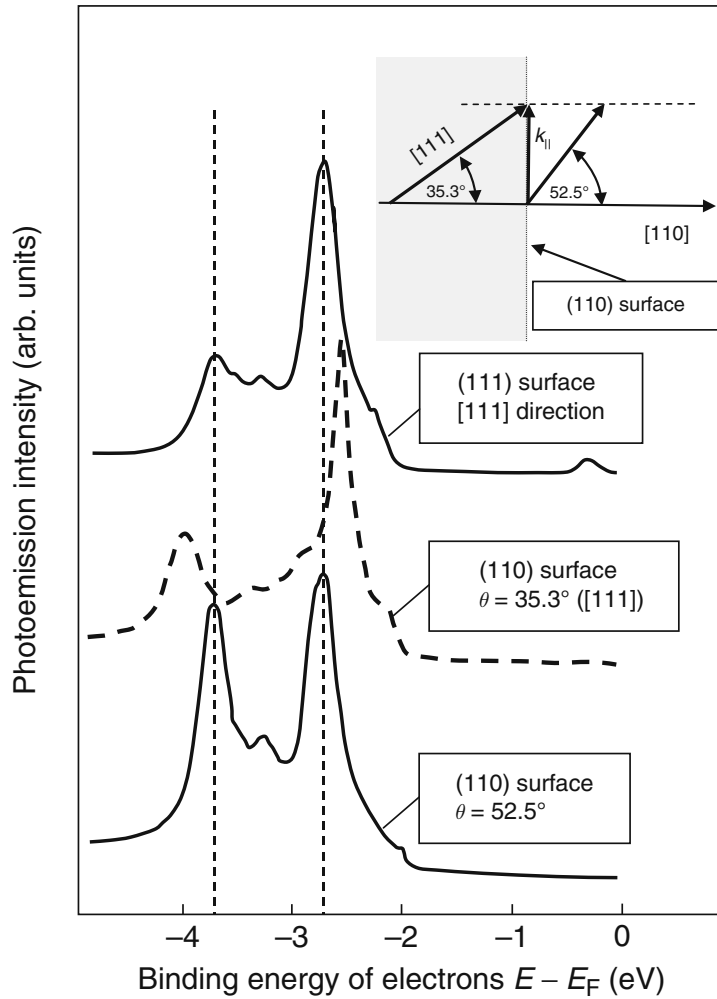 [111]
k||
35.3°
52.5°
[110]
(110) surface
(111) surface
[111] direction
(110) surface
θ = 35.3° ([111])
(110) surface
θ = 52.5°
Photoemission intensity (arb. units)
−4 −3 −2 −1 0
Binding energy of electrons E – EF (eV)